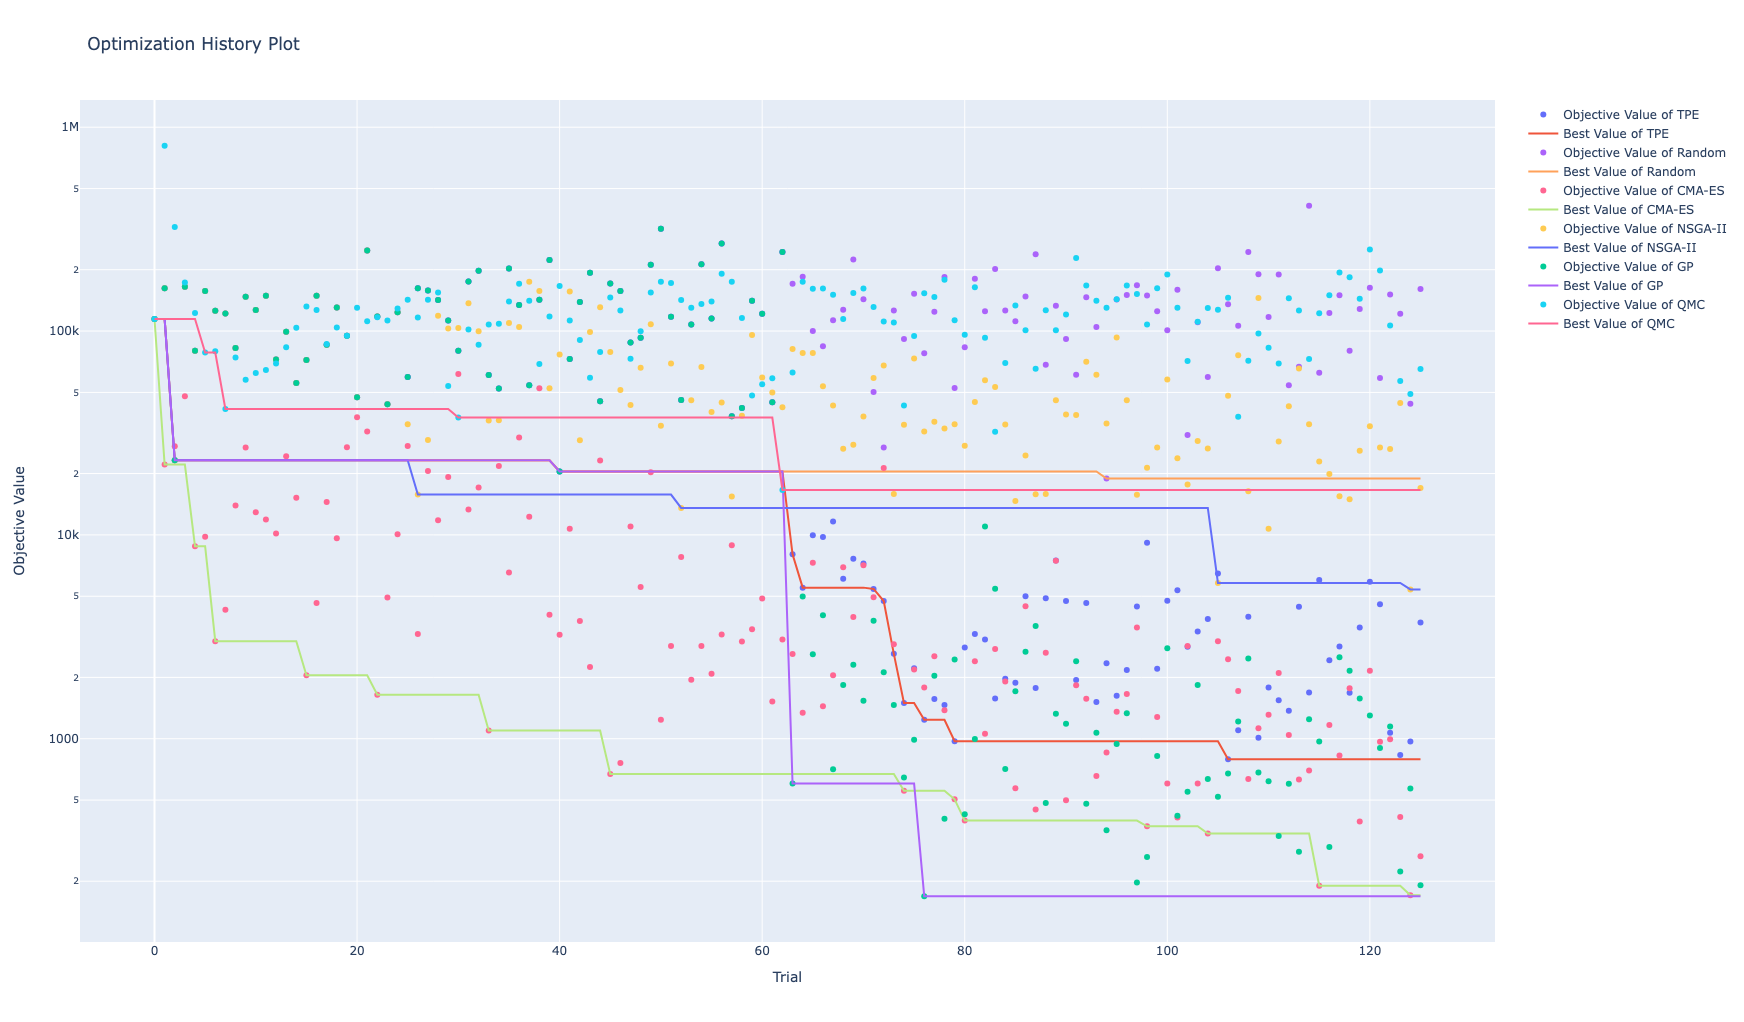 Optimization History Plot
1M
5
2
100k
5
2
10k
5
2
1000
5
2
0
20
40
60
80
100
120
Trial
Objective Value
Objective Value of TPE
Best Value of TPE
Objective Value of Random
Best Value of Random
Objective Value of CMA-ES
Best Value of CMA-ES
Objective Value of NSGA-II
Best Value of NSGA-II
Objective Value of GP
Best Value of GP
Objective Value of QMC
Best Value of QMC